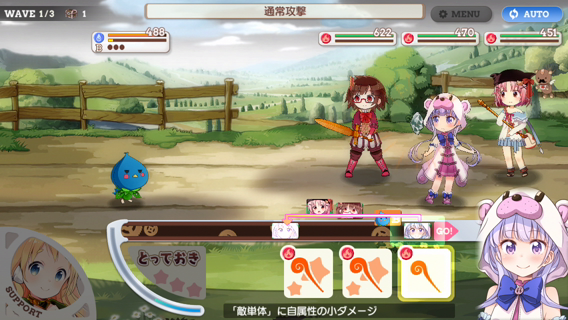 WAVE 1/3 1
通常攻撃
MENU
AUTO
488
622
470
451
GO!
とっておき
SUPPORT
「敵単体」に自属性の小ダメージ